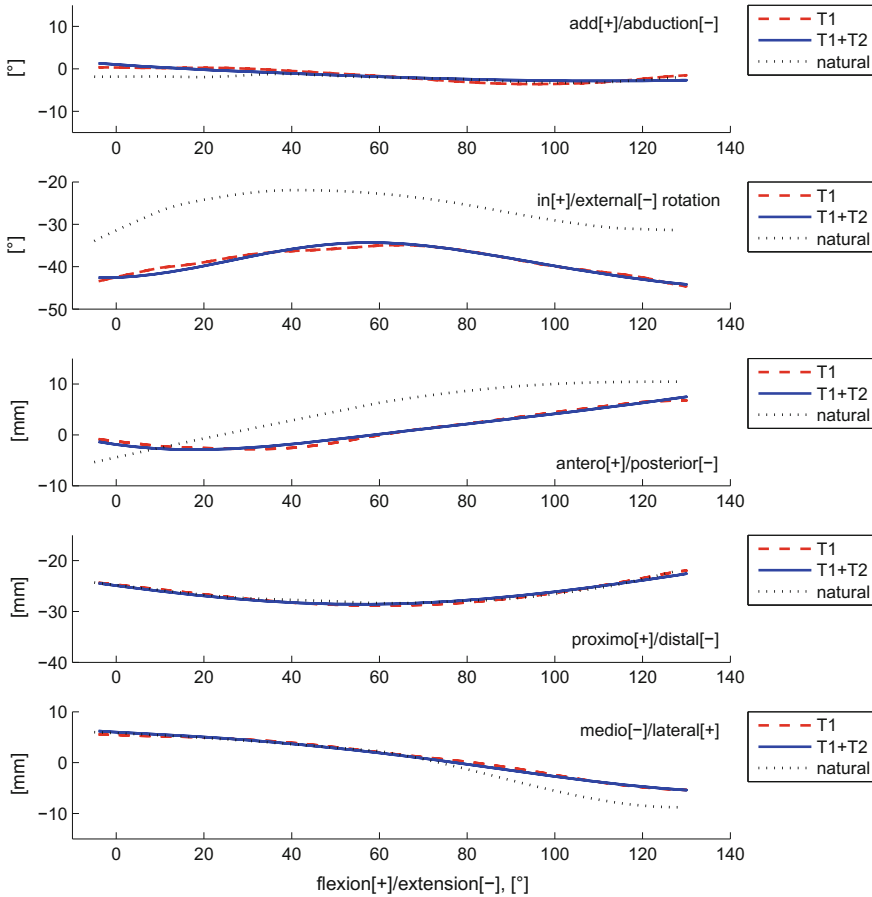 10
0
−10
[°]
add[+]/abduction[−]
T1
T1+T2
natural
0 20 40 60 80 100 120 140
−20
−30
−40
−50
[°]
in[+]/external[−] rotation
T1
T1+T2
natural
0 20 40 60 80 100 120 140
10
0
−10
[mm]
antero[+]/posterior[−]
T1
T1+T2
natural
0 20 40 60 80 100 120 140
−20
−30
−40
[mm]
proximo[+]/distal[−]
T1
T1+T2
natural
0 20 40 60 80 100 120 140
10
0
−10
[mm]
medio[−]/lateral[+]
T1
T1+T2
natural
0 20 40 60 80 100 120 140
flexion[+]/extension[−], [°]